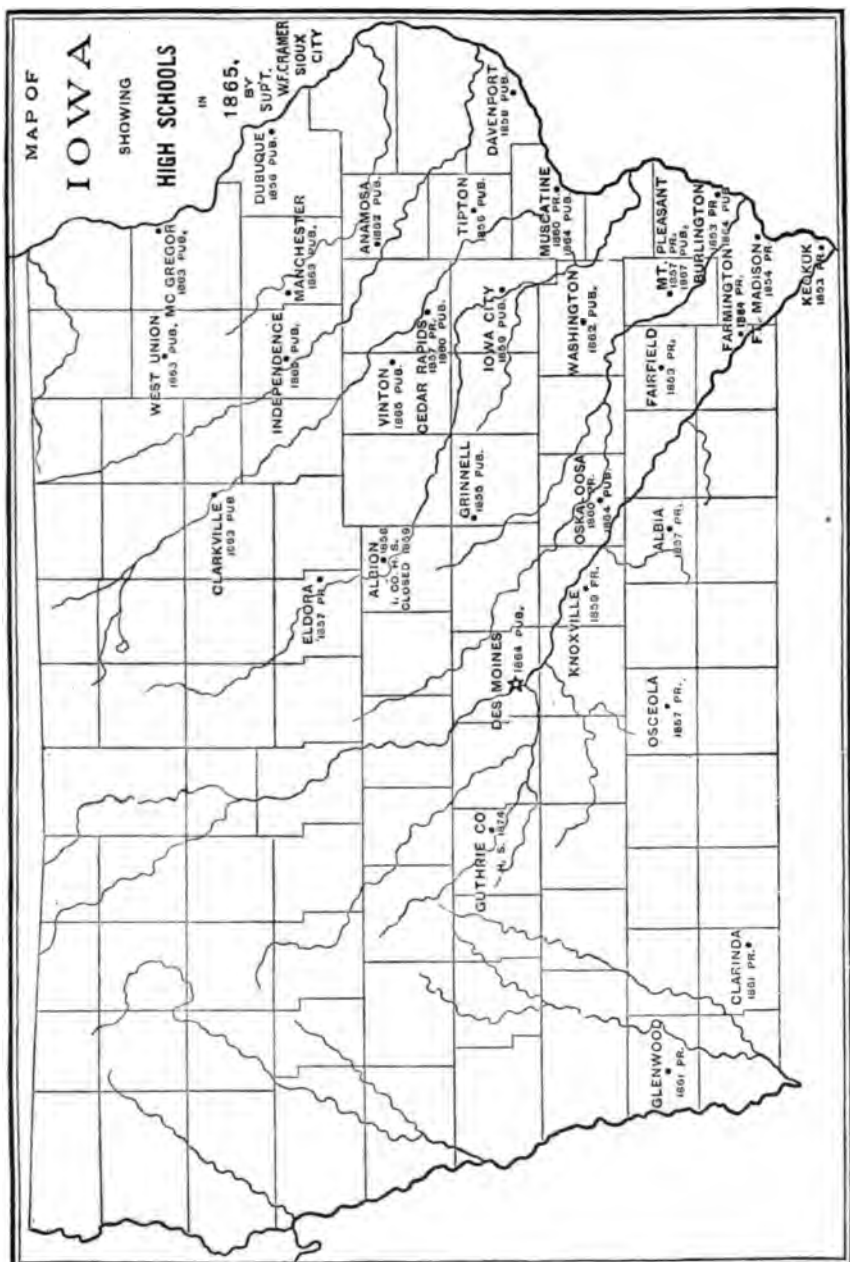 MAP OF
IOWA
SHOWING
HIGH SCHOOLS
IN
1865,
BY
SUPT.
W.F. CRAMER
SIOUX
CITY
WEST UNION
1863 PUB.
MC GREGOR
1863 PUB.
DUBUQUE
1856 PUB.
MANCHESTER
1863 PUB.
INDEPENDENCE
1865 PUB.
CLARKVILLE
1863 PUB
ELDORA
1857 PR.
ALBION
1858
1. CO. H. S.
CLOSED 1859
ANAMOSA
1862 PUB.
VINTON
1865 PUB.
CEDAR RAPIDS
1857 PR.
1860 PUB.
TIPTON
1856 PUB.
DAVENPORT
1858 PUB.
MUSCATINE
1860 PR.
1864 PUB.
IOWA CITY
1859 PUB.
GRINNELL
1855 PUB.
DES MOINES
1864 PUB.
GUTHRIE CO.
H. S. 1874
WASHINGTON
1862 PUB.
OSKALOOSA
1860 PR.
1864 PUB.
KNOXVILLE
1859 PR.
MT. PLEASANT
1857 PR.
1867 PUB.
BURLINGTON
1853 PR.
1864 PUB.
FAIRFIELD
1853 PR.
ALBIA
1857 PR.
OSCEOLA
1857 PR.
GLENWOOD
1861 PR.
FARMINGTON
1864 PR.
FT. MADISON
1854 PR.
CLARINDA
1861 PR.
KEOKUK
1853 PR.